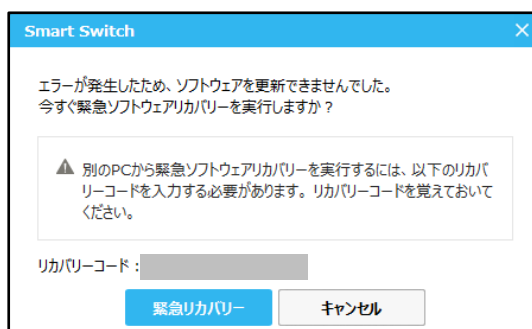 Smart Switch
エラーが発生したため、ソフトウェアを更新できませんでした。
今すぐ緊急ソフトウェアリカバリーを実行しますか？
別のPCから緊急ソフトウェアリカバリーを実行するには、以下のリカバ
リーコードを入力する必要があります。リカバリーコードを覚えておいて
ください。
リカバリーコード：
緊急リカバリー
キャンセル